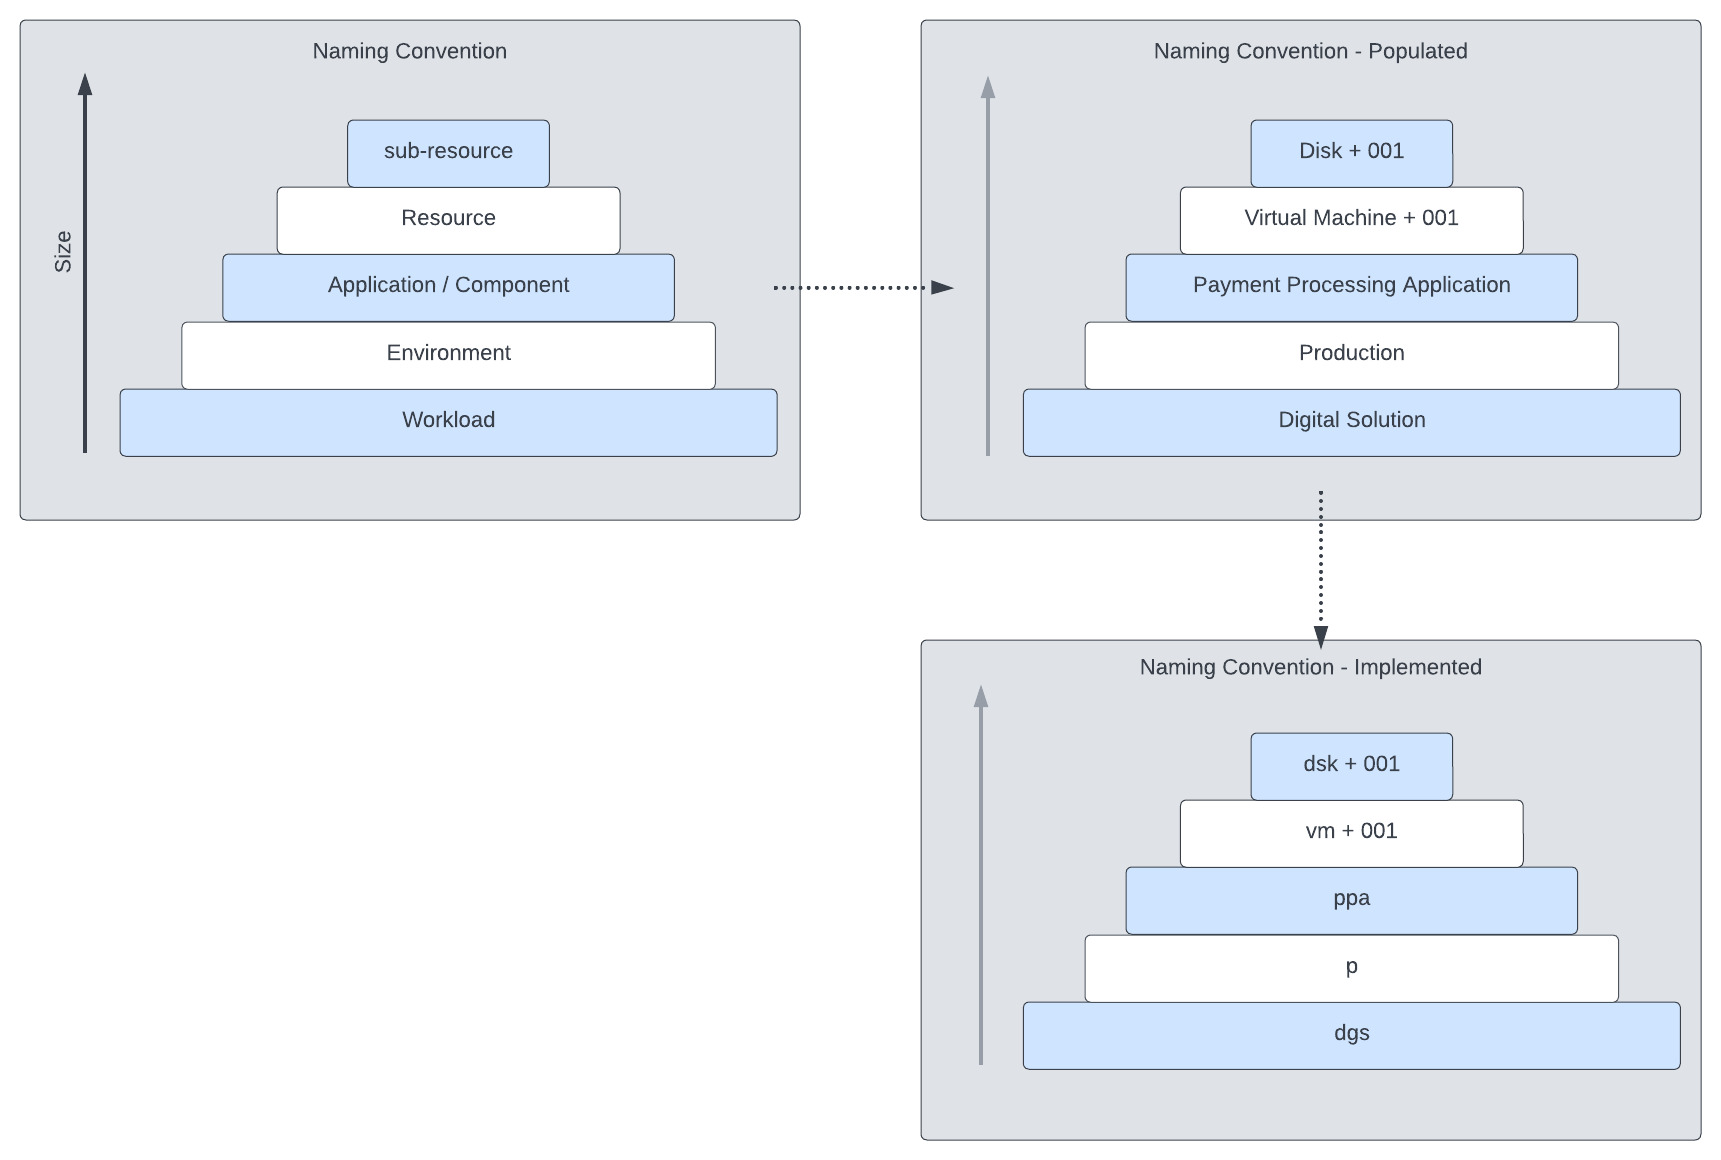 Naming Convention
Size
sub-resource
Resource
Application / Component
Environment
Workload
Naming Convention - Populated
Disk + 001
Virtual Machine + 001
Payment Processing Application
Production
Digital Solution
Naming Convention - Implemented
dsk + 001
vm + 001
ppa
p
dgs